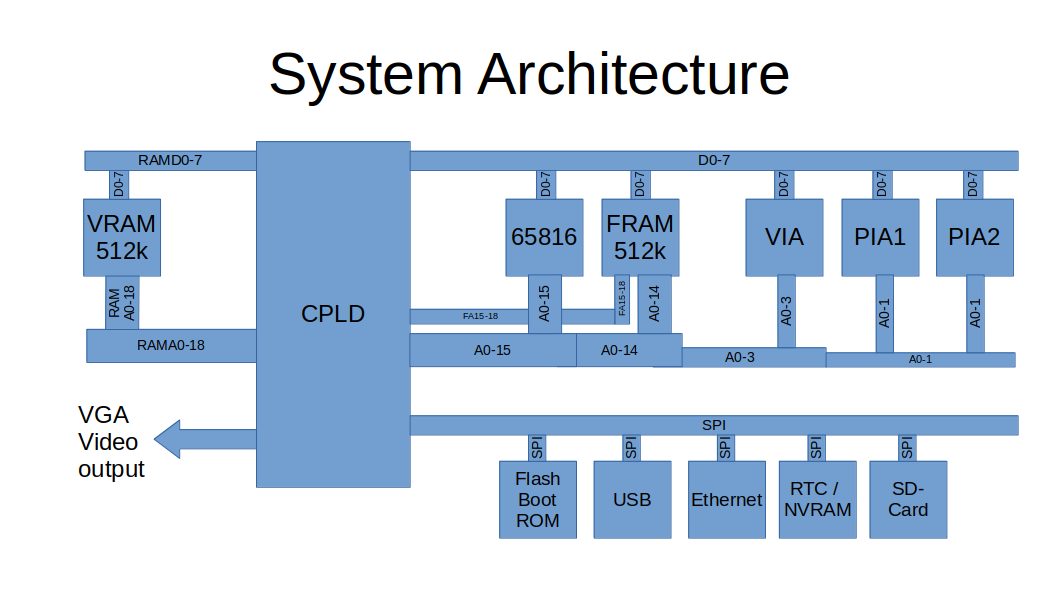 System Architecture
RAMD0-7
D0-7
D0-7
D0-7
D0-7
D0-7
D0-7
D0-7
VRAM
512k
65816
FRAM
512k
VIA
PIA1
PIA2
RAM
A0-18
CPLD
FA15-18
A0-15
FA15-18
A0-14
A0-3
A0-1
A0-1
RAMA0-18
A0-15
A0-14
A0-3
A0-1
VGA
Video
output
SPI
SPI
SPI
SPI
SPI
SPI
Flash
Boot
ROM
USB
Ethernet
RTC /
NVRAM
SD-
Card